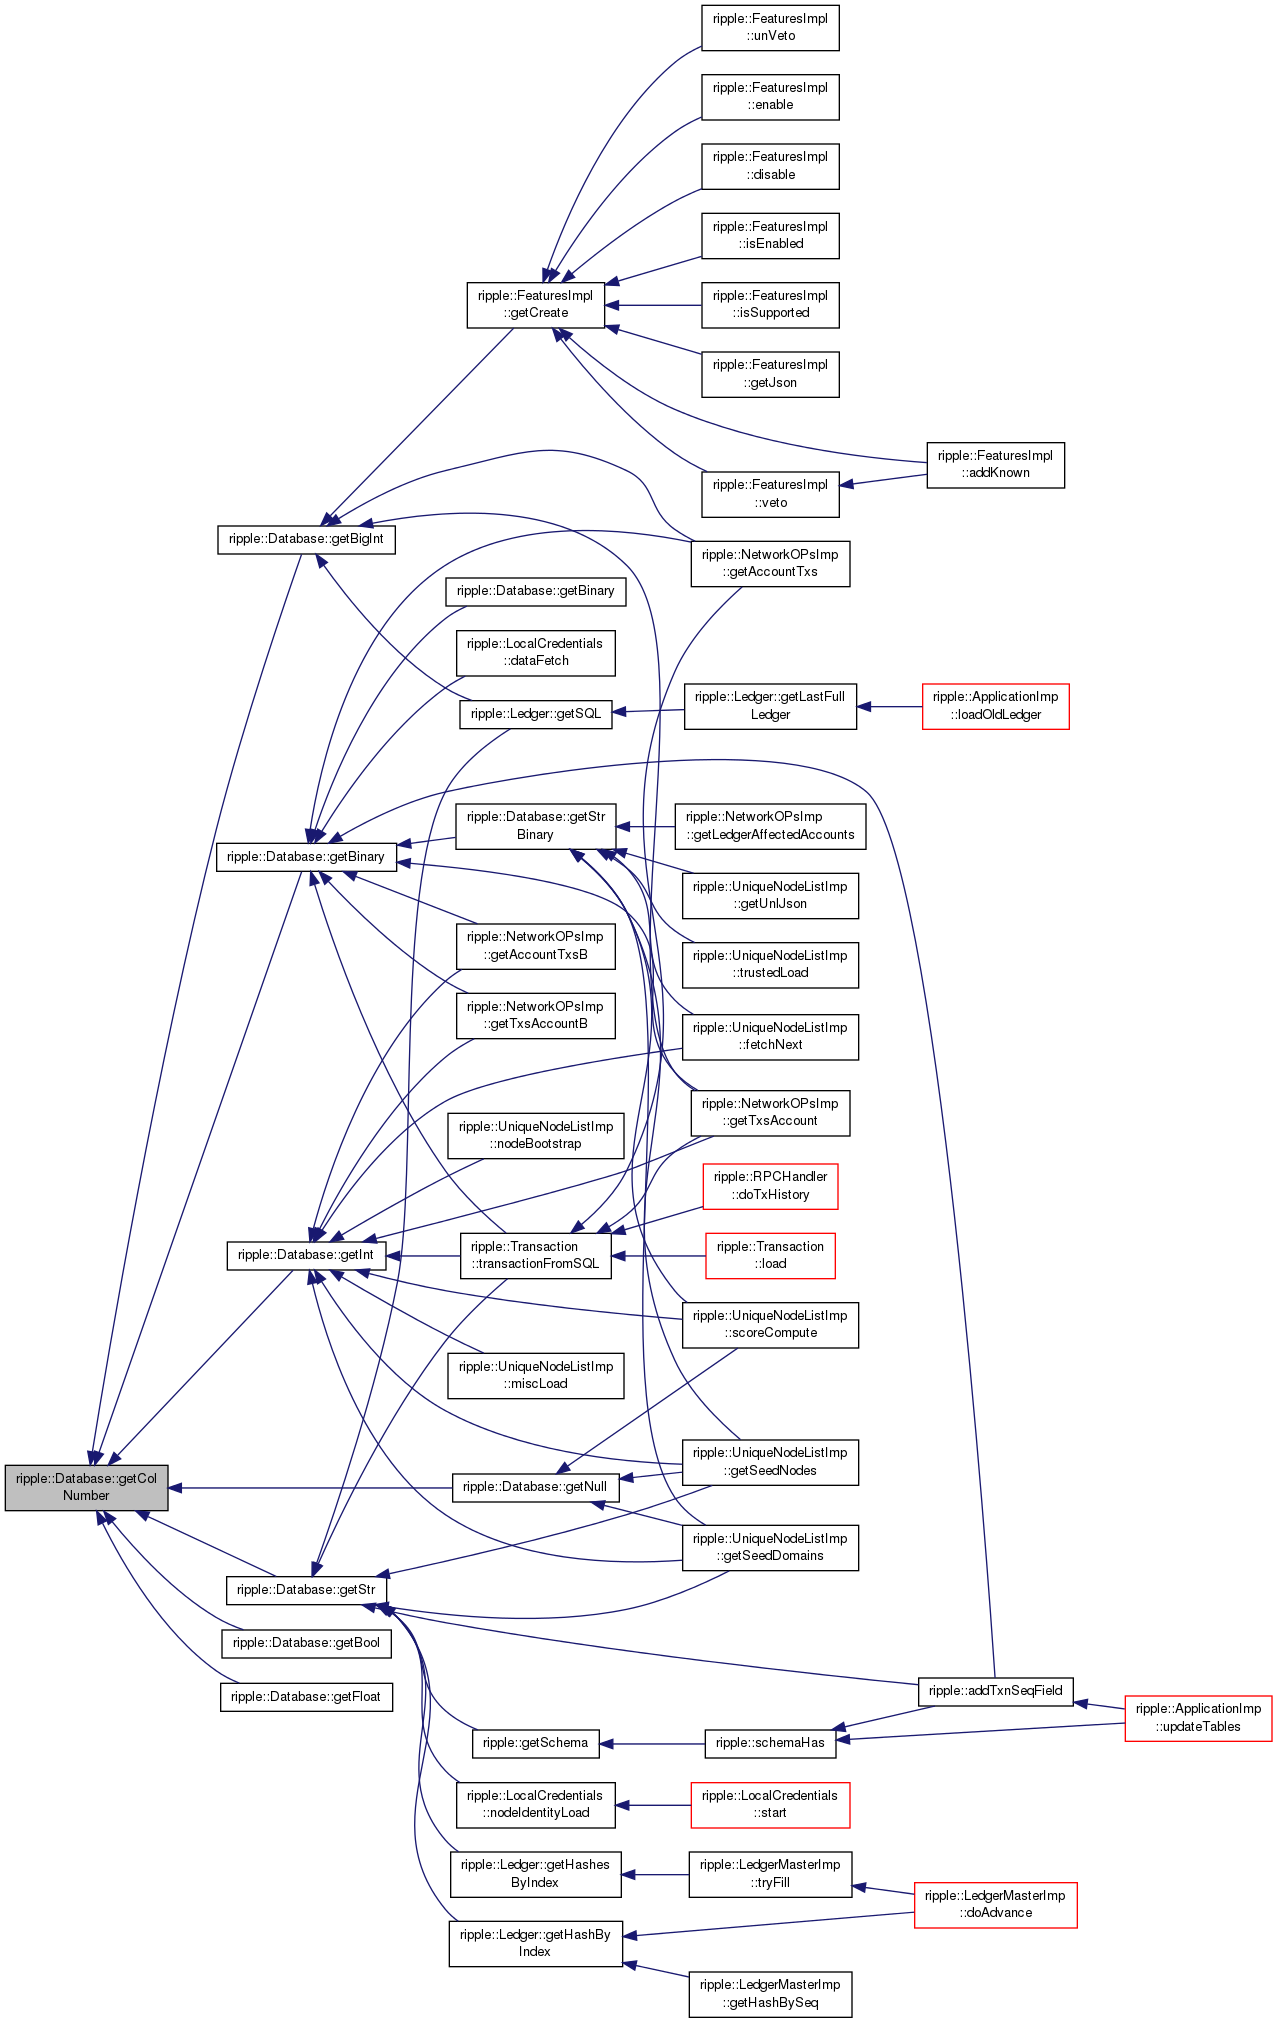 ripple::FeaturesImpl
::unVeto
ripple::FeaturesImpl
::enable
ripple::FeaturesImpl
::disable
ripple::FeaturesImpl
::isEnabled
ripple::FeaturesImpl
::getCreate
ripple::FeaturesImpl
::isSupported
ripple::FeaturesImpl
::getJson
ripple::FeaturesImpl
::addKnown
ripple::FeaturesImpl
::veto
ripple::Database::getBigInt
ripple::NetworkOPsImp
::getAccountTxs
ripple::Database::getBinary
ripple::LocalCredentials
::dataFetch
ripple::Ledger::getSQL
ripple::Ledger::getLastFull
Ledger
ripple::ApplicationImp
::loadOldLedger
ripple::Database::getStr
Binary
ripple::NetworkOPsImp
::getLedgerAffectedAccounts
ripple::Database::getBinary
ripple::UniqueNodeListImp
::getUnlJson
ripple::NetworkOPsImp
::getAccountTxsB
ripple::UniqueNodeListImp
::trustedLoad
ripple::NetworkOPsImp
::getTxsAccountB
ripple::UniqueNodeListImp
::fetchNext
ripple::NetworkOPsImp
::getTxsAccount
ripple::UniqueNodeListImp
::nodeBootstrap
ripple::RPCHandler
::doTxHistory
ripple::Database::getInt
ripple::Transaction
::transactionFromSQL
ripple::Transaction
::load
ripple::UniqueNodeListImp
::scoreCompute
ripple::UniqueNodeListImp
::miscLoad
ripple::UniqueNodeListImp
::getSeedNodes
ripple::Database::getCol
Number
ripple::Database::getNull
ripple::UniqueNodeListImp
::getSeedDomains
ripple::Database::getStr
ripple::Database::getBool
ripple::Database::getFloat
ripple::addTxnSeqField
ripple::ApplicationImp
::updateTables
ripple::getSchema
ripple::schemaHas
ripple::LocalCredentials
::nodeIdentityLoad
ripple::LocalCredentials
::start
ripple::Ledger::getHashes
ByIndex
ripple::LedgerMasterImp
::tryFill
ripple::LedgerMasterImp
::doAdvance
ripple::Ledger::getHashBy
Index
ripple::LedgerMasterImp
::getHashBySeq